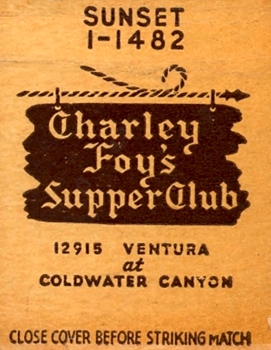 SUNSET
1-1482
Charley
Foy's
Supper Club
12915 VENTURA
at
COLDWATER CANYON
CLOSE COVER BEFORE STRIKING MATCH